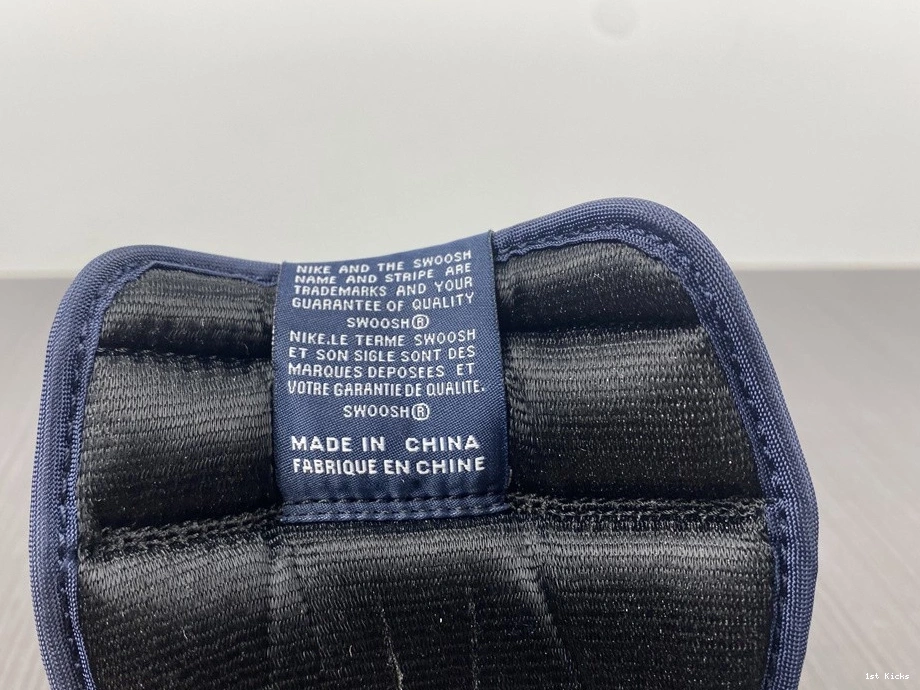 NIKE AND THE SWOOSH
NAME AND STRIPE ARE
TRADEMARKS AND YOUR
GUARANTEE OF QUALITY
SWOOSH®
NIKE.LE TERME SWOOSH
ET SON SIGLE SONT DES
MARQUES DEPOSEES ET
VOTRE GARANTIE DE QUALITE.
SWOOSH®
MADE IN CHINA
FABRIQUE EN CHINE
1st Kicks